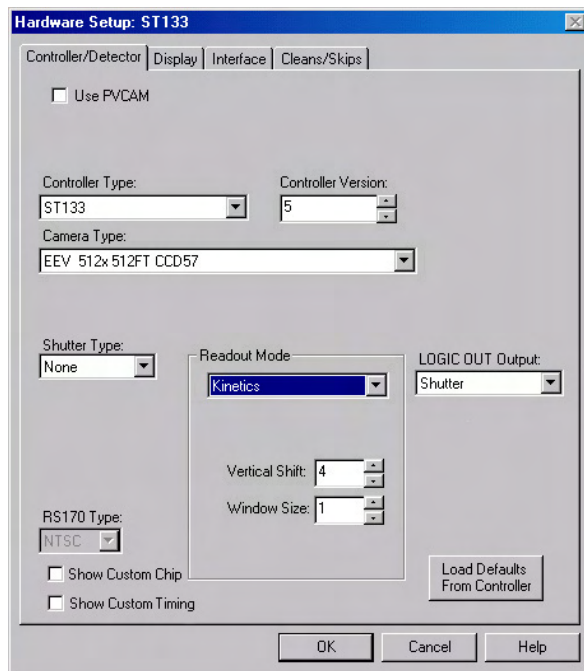 Hardware Setup: ST133
Controller/Detector Display Interface Cleans/Skips
Use PVCAM
Controller Type: Controller Version:
ST133 5
Camera Type:
EEV 512x 512FT CCD57
Shutter Type: Readout Mode LOGIC OUT Output:
None Kinetics Shutter
Vertical Shift: 4
Window Size: 1
RS170 Type:
NTSC
Show Custom Chip Load Defaults
From Controller
Show Custom Timing
OK Cancel Help